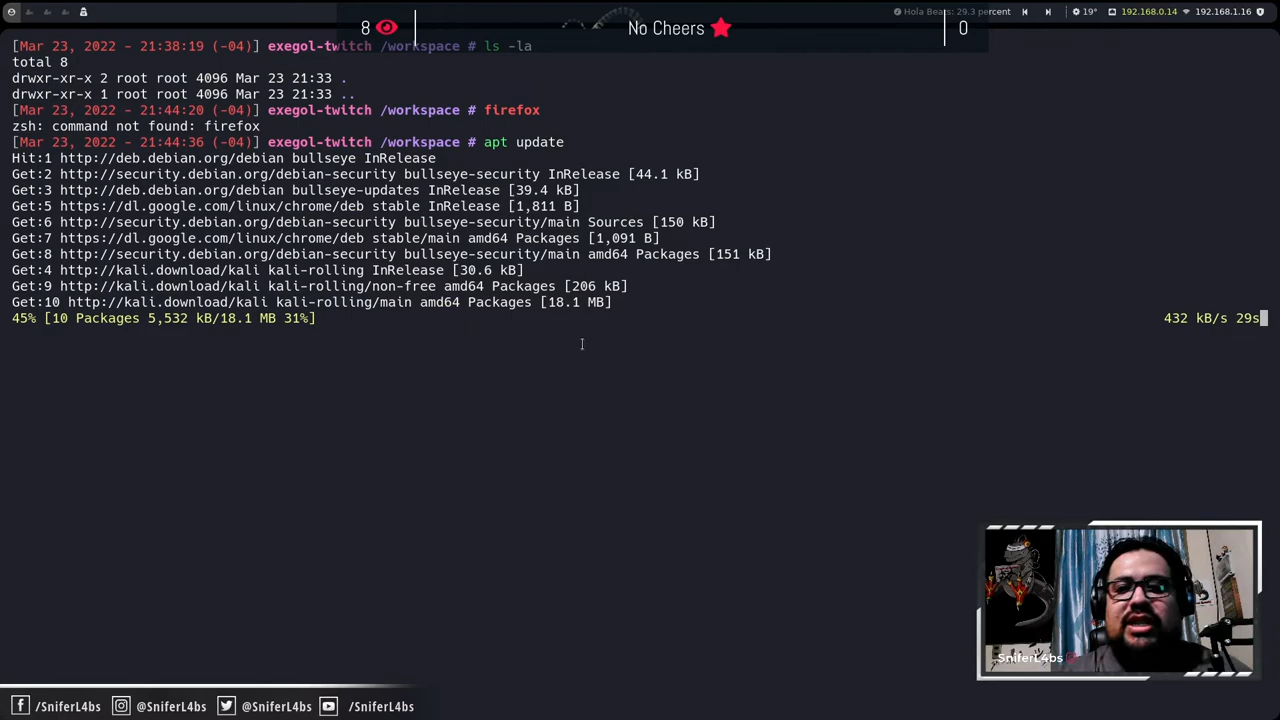 Hola Bears: 29.3 percent 19° 192.168.0.14 192.168.1.16
8 No Cheers 0
[Mar 23, 2022 - 21:38:19 (-04)] exegol-twitch /workspace # ls -la
total 8
drwxr-xr-x 2 root root 4096 Mar 23 21:33 .
drwxr-xr-x 1 root root 4096 Mar 23 21:33 ..
[Mar 23, 2022 - 21:44:20 (-04)] exegol-twitch /workspace # firefox
zsh: command not found: firefox
[Mar 23, 2022 - 21:44:36 (-04)] exegol-twitch /workspace # apt update
Hit:1 http://deb.debian.org/debian bullseye InRelease
Get:2 http://security.debian.org/debian-security bullseye-security InRelease [44.1 kB]
Get:3 http://deb.debian.org/debian bullseye-updates InRelease [39.4 kB]
Get:5 https://dl.google.com/linux/chrome/deb stable InRelease [1,811 B]
Get:6 http://security.debian.org/debian-security bullseye-security/main Sources [150 kB]
Get:7 https://dl.google.com/linux/chrome/deb stable/main amd64 Packages [1,091 B]
Get:8 http://security.debian.org/debian-security bullseye-security/main amd64 Packages [151 kB]
Get:4 http://kali.download/kali kali-rolling InRelease [30.6 kB]
Get:9 http://kali.download/kali kali-rolling/non-free amd64 Packages [206 kB]
Get:10 http://kali.download/kali kali-rolling/main amd64 Packages [18.1 MB]
45% [10 Packages 5,532 kB/18.1 MB 31%] 432 kB/s 29s
SniferL4bs
/SniferL4bs @SniferL4bs @SniferL4bs /SniferL4bs